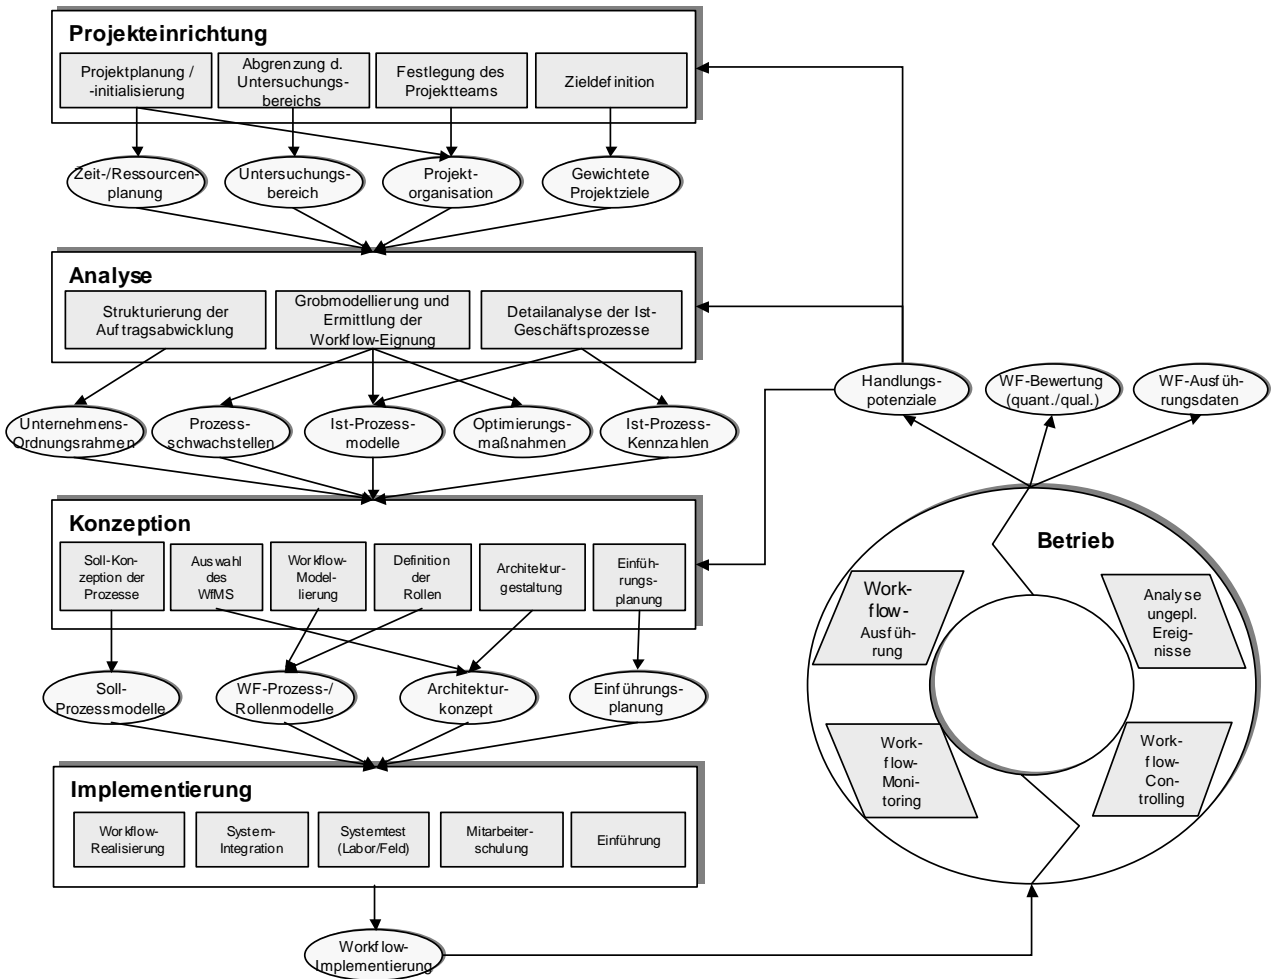 Projekteinrichtung
Projektplanung /
-initialisierung
Abgrenzung d.
Untersuchungs-
bereichs
Festlegung des
Projektteams
Zieldefinition
Zeit-/Ressourcen-
planung
Untersuchungs-
bereich
Projekt-
organisation
Gewichtete
Projektziele
Analyse
Strukturierung der
Auftragsabwicklung
Grobmodellierung und
Ermittlung der
Workflow-Eignung
Detailanalyse der Ist-
Geschäftsprozesse
Unternehmens-
Ordnungsrahmen
Prozess-
schwachstellen
Ist-Prozess-
modelle
Optimierungs-
maßnahmen
Ist-Prozess-
Kennzahlen
Handlungs-
potenziale
WF-Bewertung
(quant./qual.)
WF-Ausfüh-
rungsdaten
Konzeption
Soll-Kon-
zeption der
Prozesse
Auswahl
des
WfMS
Workflow-
Model-
lierung
Definition
der
Rollen
Architektur-
gestaltung
Einfüh-
rungs-
planung
Soll-
Prozessmodelle
WF-Prozess-/
Rollenmodelle
Architektur-
konzept
Einführungs-
planung
Betrieb
Work-
flow-
Ausfüh-
rung
Analyse
ungepl.
Ereig-
nisse
Work-
flow-
Moni-
toring
Work-
flow-
Con-
trolling
Implementierung
Workflow-
Realisierung
System-
Integration
Systemtest
(Labor/Feld)
Mitarbeiter-
schulung
Einführung
Workflow-
Implementierung